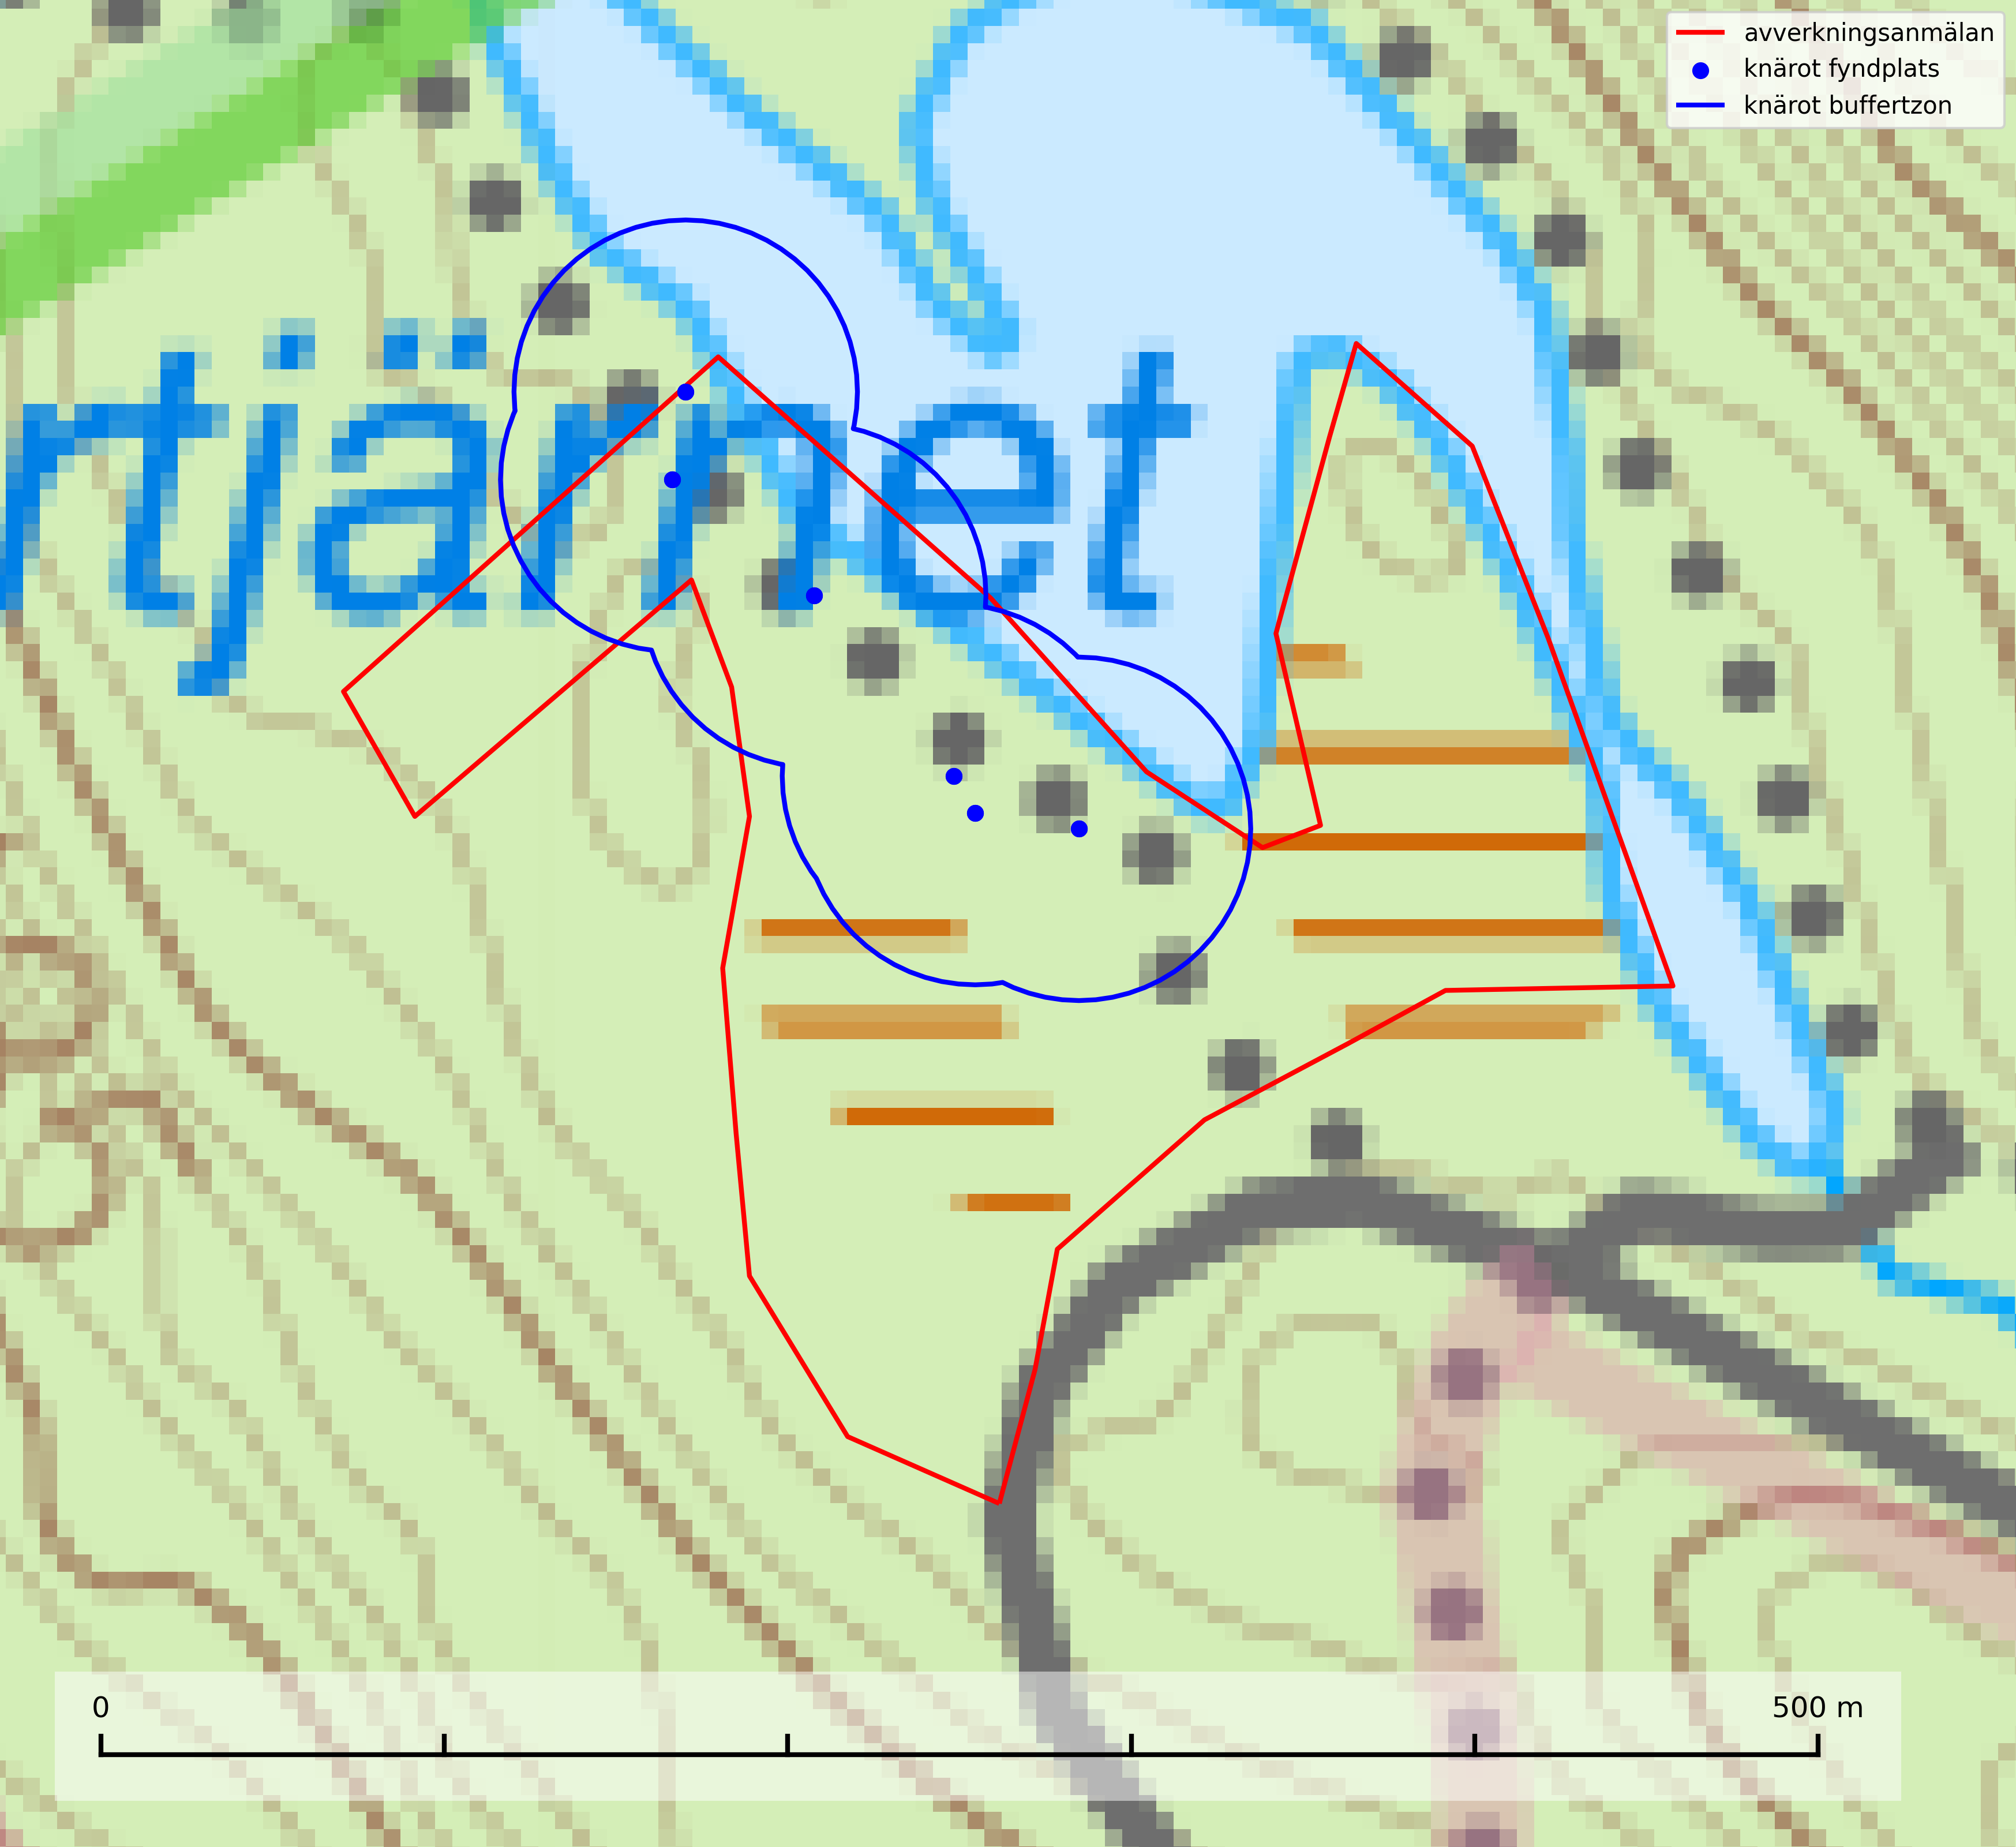 avverkningsanmälan
knärot fyndplats
knärot buffertzon
rtjärnet
0
500 m